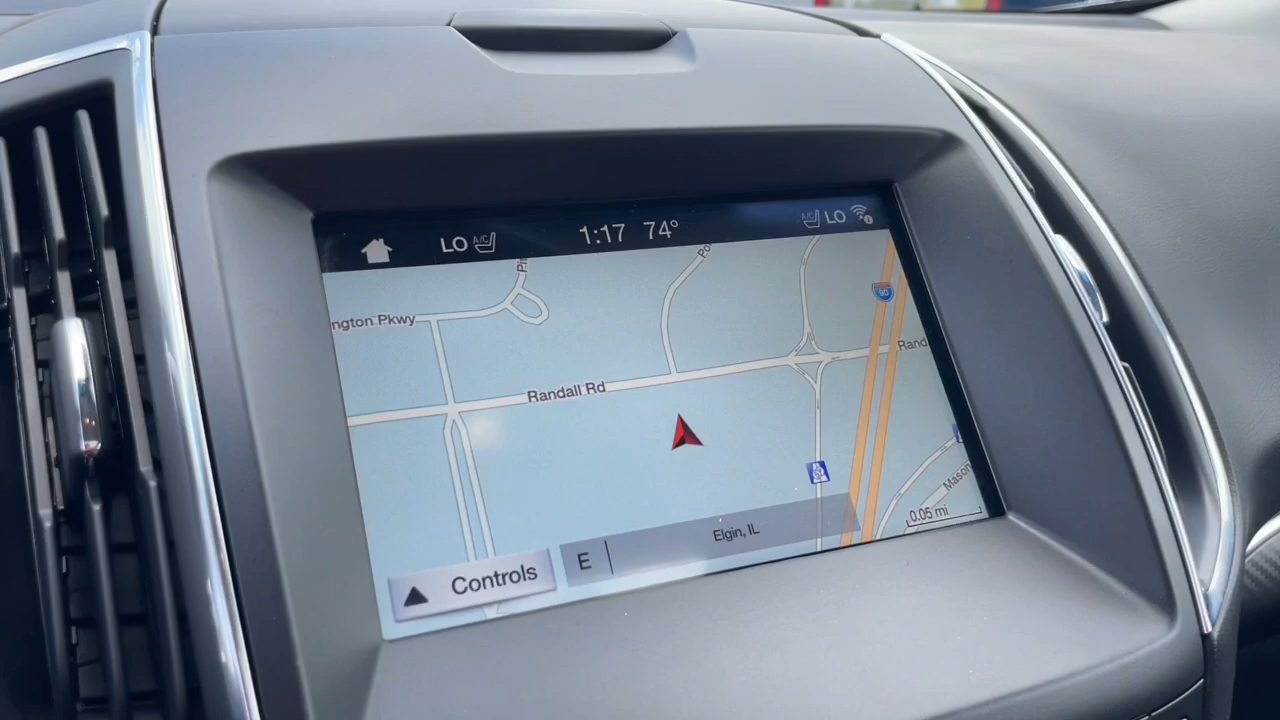 LO A/C 1:17 74° A/C LO
90
ngton Pkwy
Rand
Randall Rd
Mason
0.05 mi
Elgin, IL
E
Controls